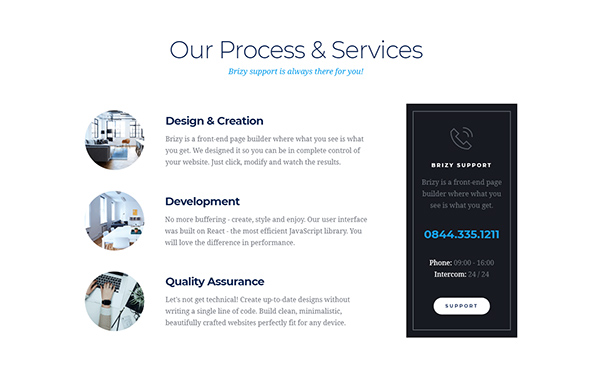 Our Process & Services
Brizy support is always there for you!
Design & Creation
Brizy is a front-end page builder where what you see is what
you get. We designed it so you can be in complete control of
your website. Just click, modify and watch the results.
Development
No more buffering - create, style and enjoy. Our user interface
was built on React - the most efficient JavaScript library. You
will love the difference in performance.
Quality Assurance
Let's not get technical! Create up-to-date designs without
writing a single line of code. Build clean, minimalistic,
beautifully crafted websites perfectly fit for any device.
BRIZY SUPPORT
Brizy is a front-end page
builder where what you
see is what you get.
0844.335.1211
Phone: 09:00 - 16:00
Intercom: 24 / 24
SUPPORT